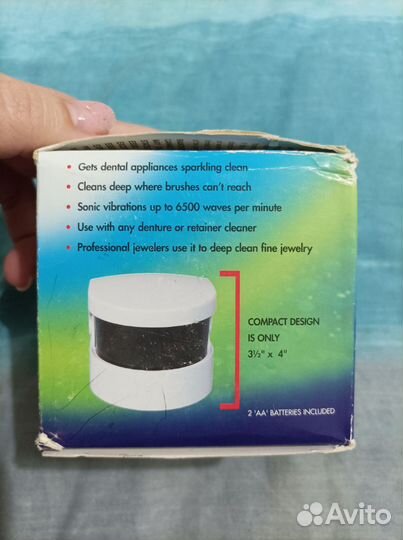 • Gets dental appliances sparkling clean
• Cleans deep where brushes can't reach
• Sonic vibrations up to 6500 waves per minute
• Use with any denture or retainer cleaner
• Professional jewelers use it to deep clean fine jewelry
COMPACT DESIGN
IS ONLY
3½" x 4"
2 'AA' BATTERIES INCLUDED
Avito